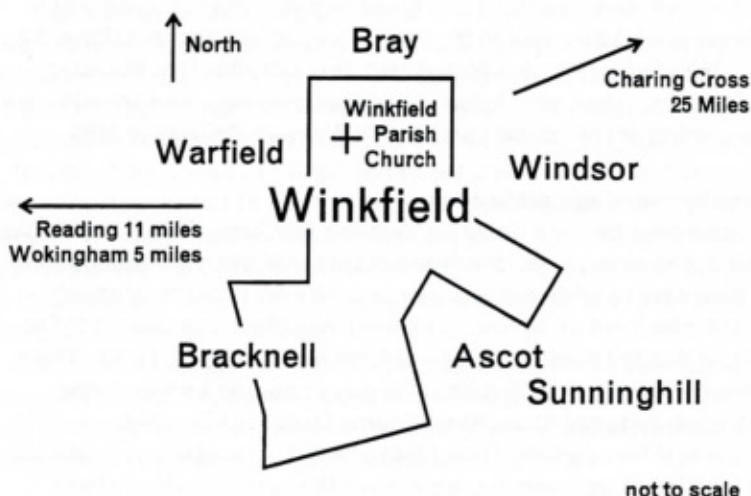 North
Bray
Charing Cross
25 Miles
Winkfield
Parish
Church
Warfield
Windsor
Winkfield
Reading 11 miles
Wokingham 5 miles
Bracknell
Ascot
Sunninghill
not to scale